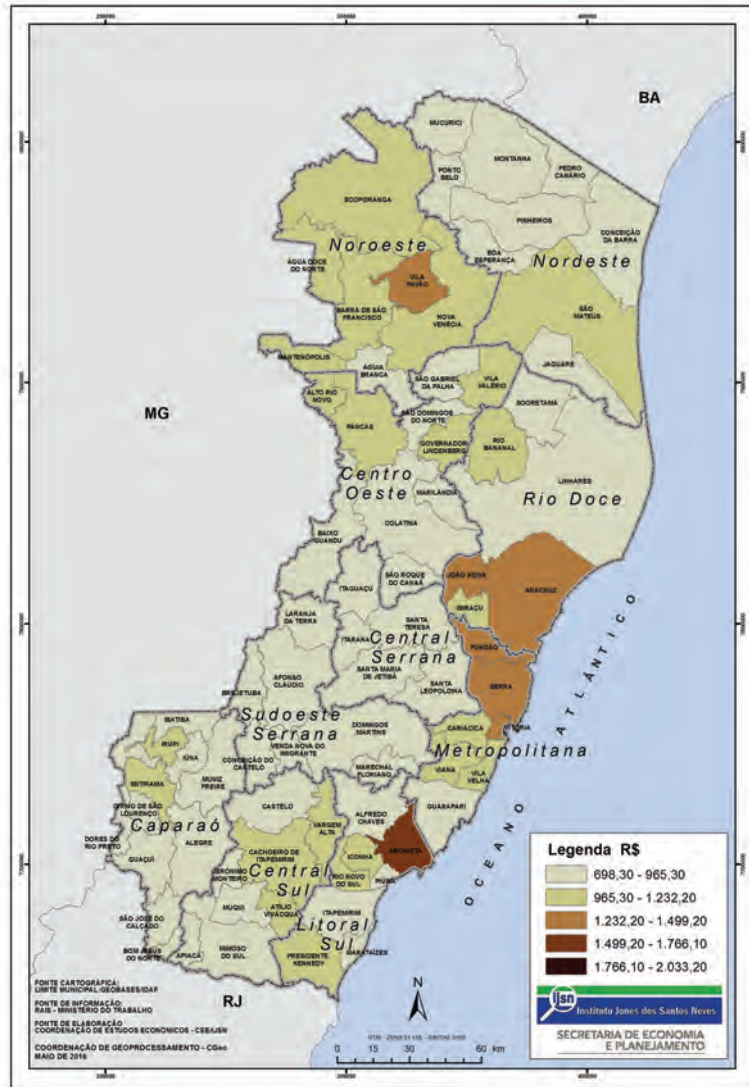 BA
MG
RJ
MUCURICI
MONTANHA
PEDRO
CANÁRIO
PONTO
BELO
ECOPORANGA
PINHEIROS
CONCEIÇÃO
DA BARRA
Noroeste
BOA
ESPERANÇA
Nordeste
ÁGUA DOCE
DO NORTE
VILA
PAVÃO
BARRA DE SÃO
FRANCISCO
NOVA
VENÉCIA
SÃO
MATEUS
MANTENÓPOLIS
ÁGUIA
BRANCA
JAGUARÉ
SÃO GABRIEL
DA PALHA
VILA
VALÉRIO
ALTO RIO
NOVO
SOORETAMA
PANCAS
SÃO DOMINGOS
DO NORTE
GOVERNADOR
LINDENBERG
RIO
BANANAL
Centro
Oeste
LINHARES
Rio Doce
MARILÂNDIA
COLATINA
BAIXO
GUANDU
SÃO ROQUE
DO CANAÃ
JOÃO NEIVA
ARACRUZ
ITAGUAÇU
IBIRAÇU
LARANJA
DA TERRA
SANTA
TERESA
ITARANA
Central
Serrana
FUNDÃO
SANTA MARIA
DE JETIBÁ
AFONSO
CLÁUDIO
SANTA
LEOPOLDINA
SERRA
BREJETUBA
Sudoeste
Serrana
DOMINGOS
MARTINS
CARIACICA
VITÓRIA
Metropolitana
IBATIBA
IRUPI
IÚNA
VENDA NOVA DO
IMIGRANTE
CONCEIÇÃO DO
CASTELO
MARECHAL
FLORIANO
VIANA
VILA
VELHA
IBITIRAMA
MUNIZ
FREIRE
CASTELO
ALFREDO
CHAVES
GUARAPARI
DIVINO DE SÃO
LOURENÇO
VARGEM
ALTA
Caparaó
DORES DO
RIO PRETO
ALEGRE
CACHOEIRO DE
ITAPEMIRIM
ICONHA
ANCHIETA
GUAÇUÍ
JERÔNIMO
MONTEIRO
Central
Sul
RIO NOVO
DO SUL
PIÚMA
MUQUI
ATÍLIO
VIVÁCQUA
ITAPEMIRIM
Litoral
Sul
SÃO JOSÉ DO
CALÇADO
BOM JESUS
DO NORTE
APIACÁ
MIMOSO
DO SUL
PRESIDENTE
KENNEDY
MARATAÍZES
OCEANO ATLÂNTICO
Legenda R$
698,30 - 965,30
965,30 - 1.232,20
1.232,20 - 1.499,20
1.499,20 - 1.766,10
1.766,10 - 2.033,20
ijsn
Instituto Jones dos Santos Neves
SECRETARIA DE ECONOMIA
E PLANEJAMENTO
FONTE CARTOGRÁFICA:
LIMITE MUNICIPAL:GEOBASES/IDAF
FONTE DE INFORMAÇÃO:
RAIS - MINISTÉRIO DO TRABALHO
FONTE DE ELABORAÇÃO
COORDENAÇÃO DE ESTUDOS ECONÔMICOS - CEE/IJSN
COORDENAÇÃO DE GEOPROCESSAMENTO - CGeo
MAIO DE 2016
N
0 15 30 60
km